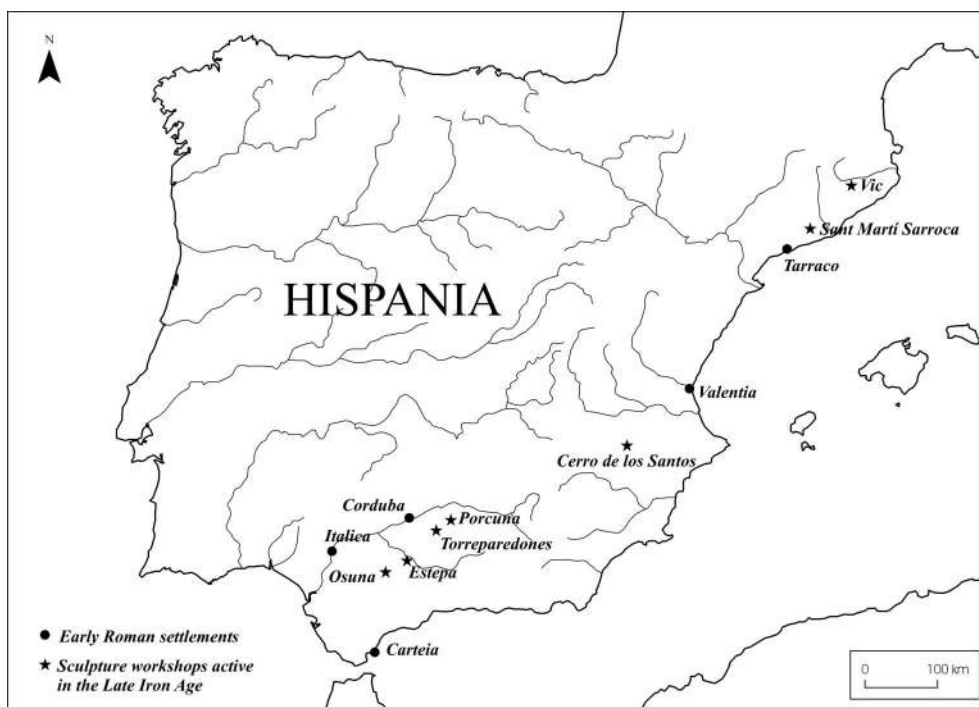 N
Vic
Sant Martí Sarroca
Tarraco
HISPANIA
Valentia
Cerro de los Santos
Corduba
Porcuna
Italica
Torreparedones
Osuna
Estepa
Early Roman settlements
Carteia
Sculpture workshops active
in the Late Iron Age
0 100 km